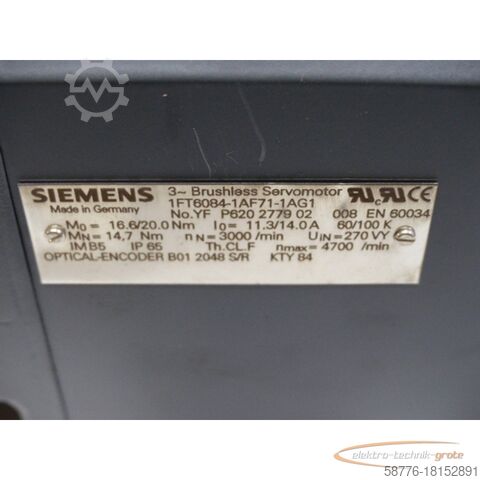 SIEMENS 3~ Brushless Servomotor
Made in Germany 1FT6084-1AF71-1AG1
No.YF P620 2779 02 008 EN 60034
M0 = 16.6/20.0 Nm I0 = 11.3/14.0 A 60/100 K
MN = 14,7 Nm nN = 3000 /min UIN = 270 VY
IM B5 IP 65 Th.CL.F nmax= 4700 /min
OPTICAL-ENCODER B01 2048 S/R KTY 84
elektro-technik-grote
58776-18152891